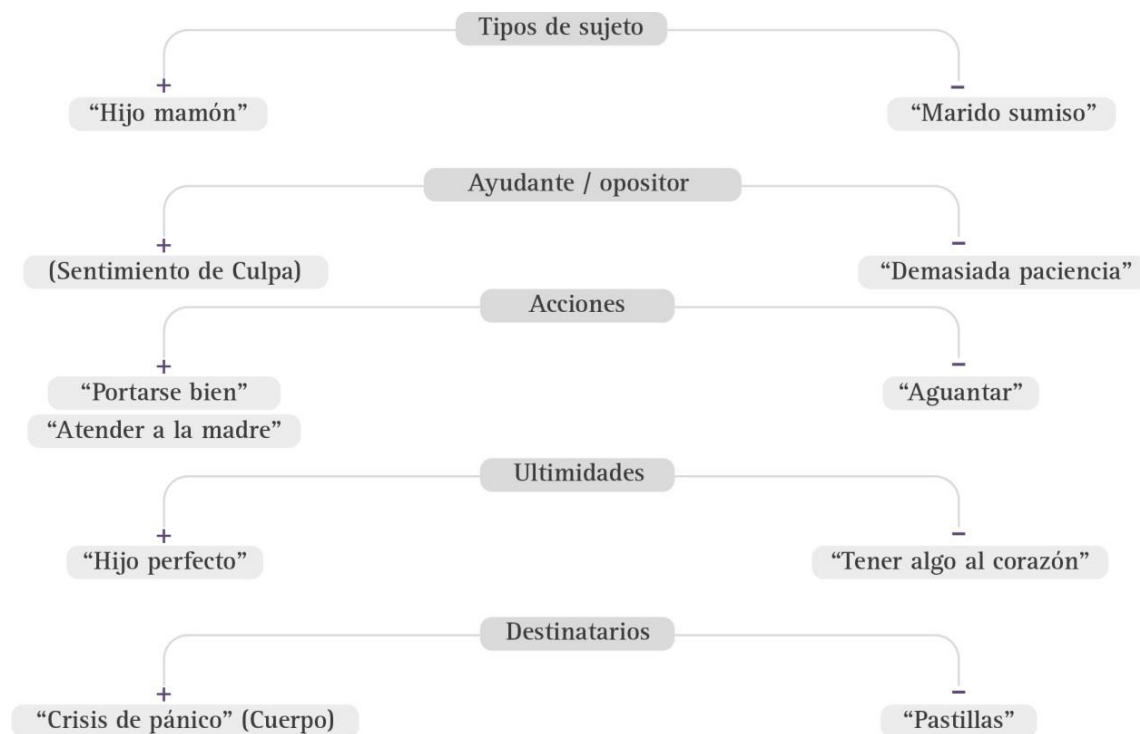 Tipos de sujeto
+ −
“Hijo mamón” “Marido sumiso”
Ayudante / opositor
+ −
(Sentimiento de Culpa) “Demasiada paciencia”
Acciones
+ −
“Portarse bien” “Aguantar”
“Atender a la madre”
Ultimidades
+ −
“Hijo perfecto” “Tener algo al corazón”
Destinatarios
+ −
“Crisis de pánico” (Cuerpo) “Pastillas”